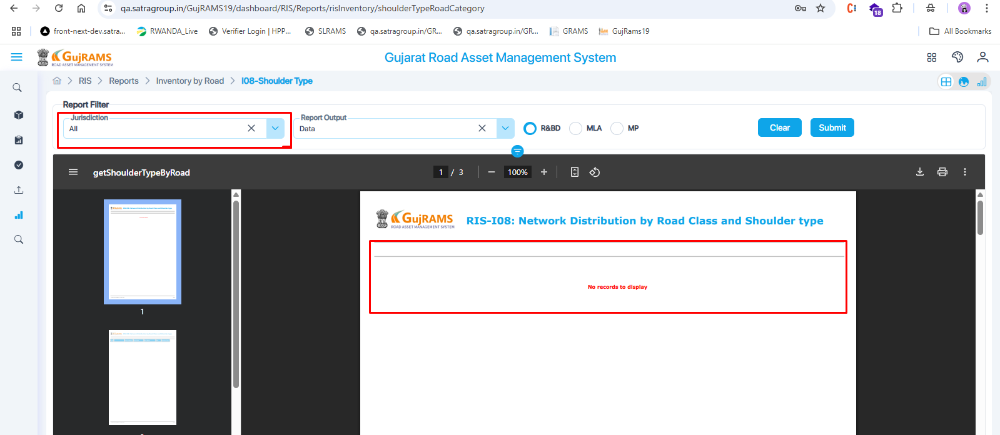 qa.satragroup.in/GujRAMS19/dashboard/RIS/Reports/risInventory/shoulderTypeRoadCategory
18
front-next-dev.satra...
RWANDA_Live
Verifier Login | HPP...
SLRAMS
qa.satragroup.in/GR...
qa.satragroup.in/GR...
GRAMS
GujRams19
All Bookmarks
GujRAMS
ROAD ASSET MANAGEMENT SYSTEM
Gujarat Road Asset Management System
RIS > Reports > Inventory by Road > I08-Shoulder Type
Report Filter
Jurisdiction
All
Report Output
Data
R&BD
MLA
MP
Clear
Submit
getShoulderTypeByRoad
1 / 3
100%
1
GujRAMS
ROAD ASSET MANAGEMENT SYSTEM
RIS-I08: Network Distribution by Road Class and Shoulder type
No records to display